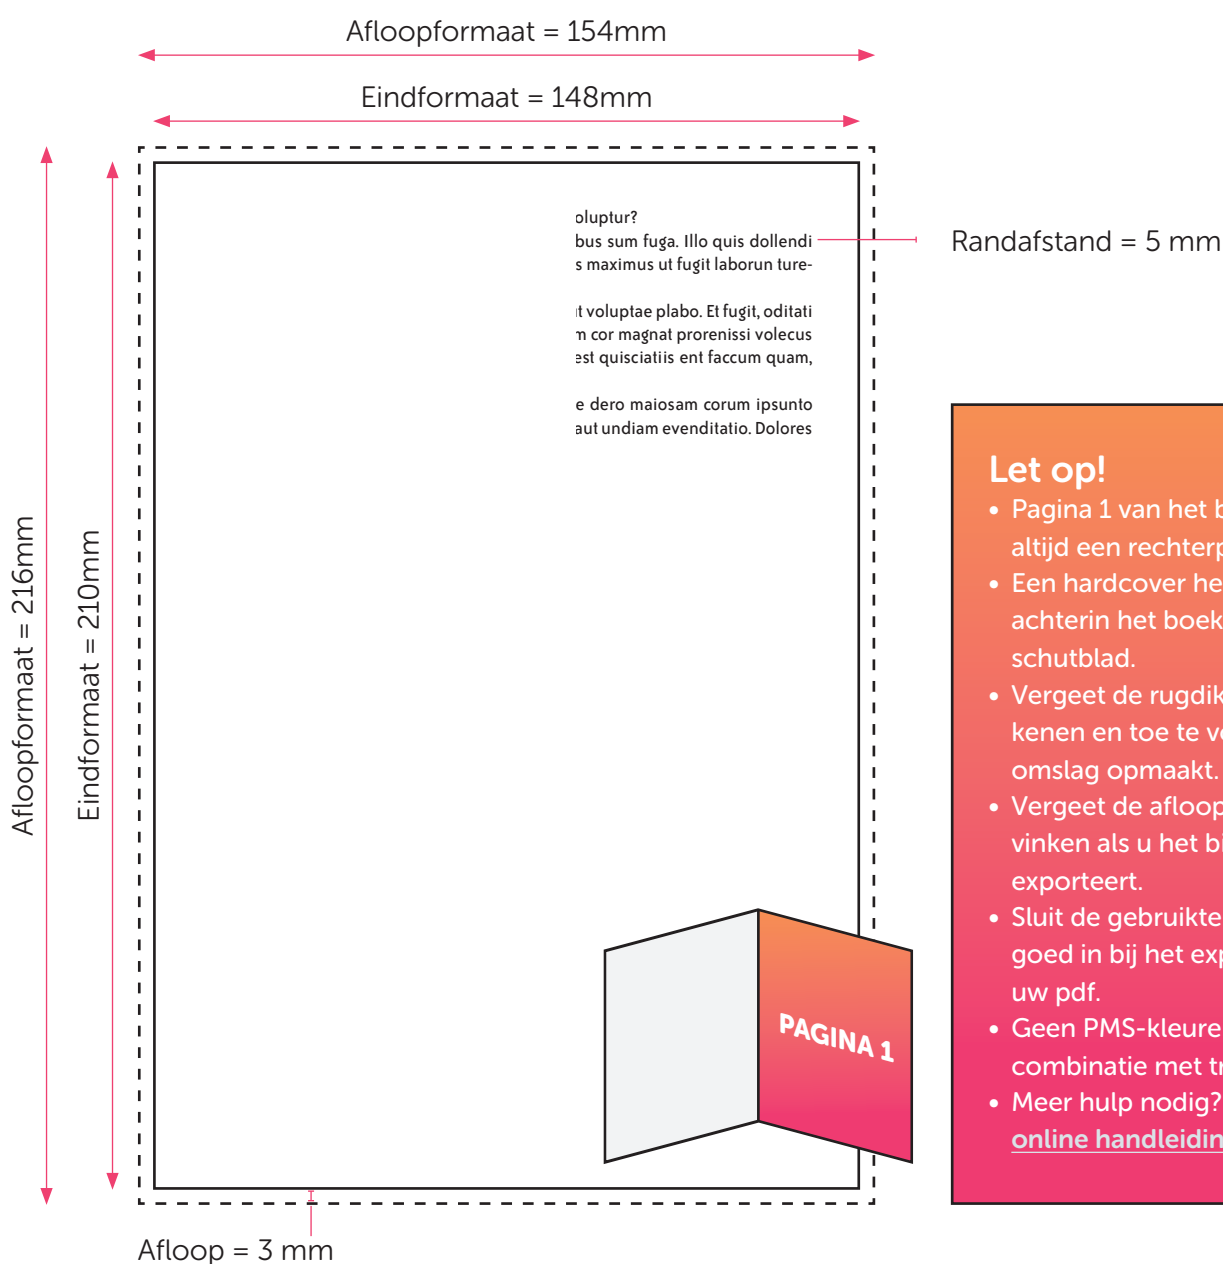 Afloopformaat = 154mm
Eindformaat = 148mm
Afloopformaat = 216mm
Eindformaat = 210mm
oluptur?
bus sum fuga. Illo quis dollendi
s maximus ut fugit laborun ture-
t voluptae plabo. Et fugit, oditati
m cor magnat prorenissi volecus
est quisciatiis ent faccum quam,
e dero maiosam corum ipsunto
aut undiam evenditatio. Dolores
Randafstand = 5 mm
Let op!
• Pagina 1 van het b
altijd een rechterp
• Een hardcover he
achterin het boek
schutblad.
• Vergeet de rugdik
kenen en toe te v
omslag opmaakt.
• Vergeet de afloop
vinken als u het bi
exporteert.
• Sluit de gebruikte
goed in bij het exp
uw pdf.
• Geen PMS-kleure
combinatie met tr
• Meer hulp nodig?
online handleidin
PAGINA 1
Afloop = 3 mm